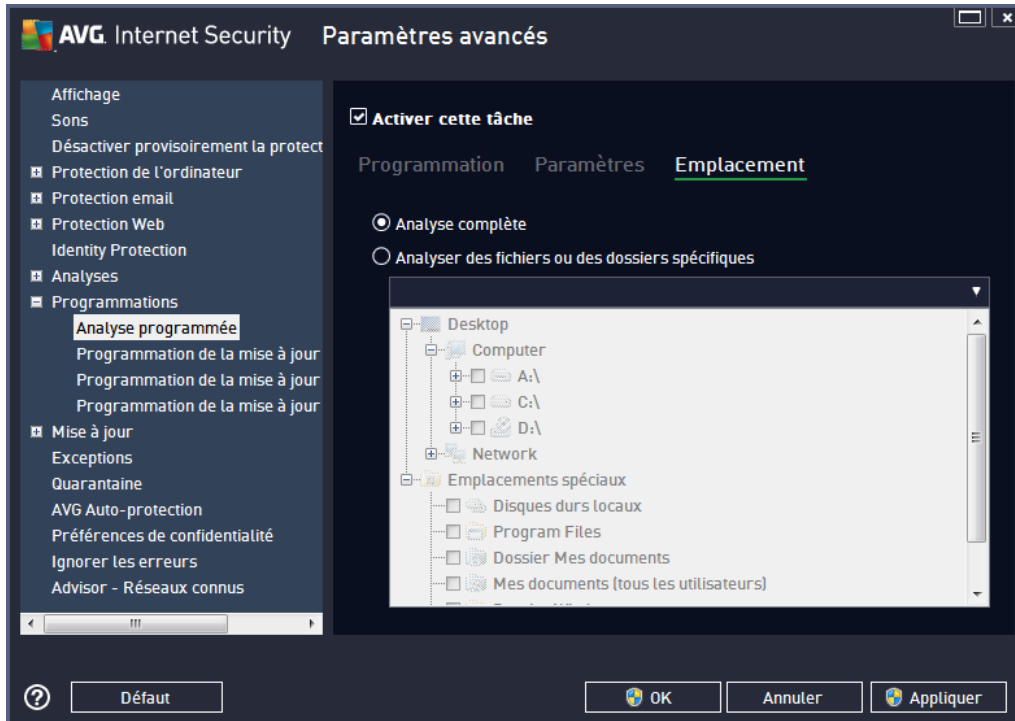 AVG. Internet Security Paramètres avancés
Affichage
Sons
Désactiver provisoirement la protect
Protection de l'ordinateur
Protection email
Protection Web
Identity Protection
Analyses
Programmations
Analyse programmée
Programmation de la mise à jour
Programmation de la mise à jour
Programmation de la mise à jour
Mise à jour
Exceptions
Quarantaine
AVG Auto-protection
Préférences de confidentialité
Ignorer les erreurs
Advisor - Réseaux connus
Activer cette tâche
Programmation Paramètres Emplacement
Analyse complète
Analyser des fichiers ou des dossiers spécifiques
Desktop
Computer
A:\
C:\
D:\
Network
Emplacements spéciaux
Disques durs locaux
Program Files
Dossier Mes documents
Mes documents (tous les utilisateurs)
Défaut OK Annuler Appliquer